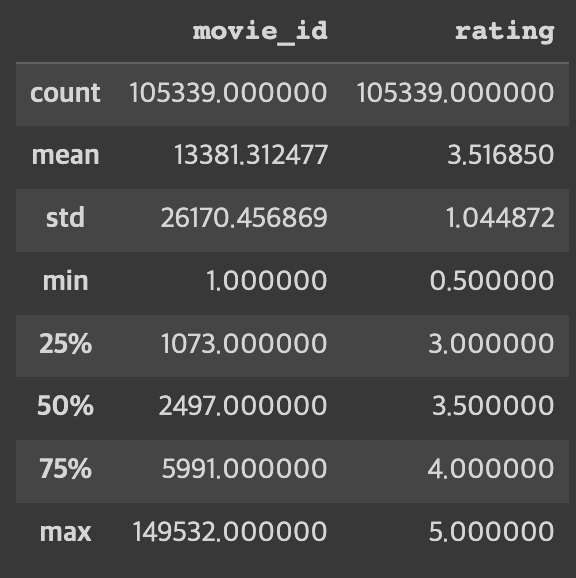 movie_id rating
count 105339.000000 105339.000000
mean 13381.312477 3.516850
std 26170.456869 1.044872
min 1.000000 0.500000
25% 1073.000000 3.000000
50% 2497.000000 3.500000
75% 5991.000000 4.000000
max 149532.000000 5.000000